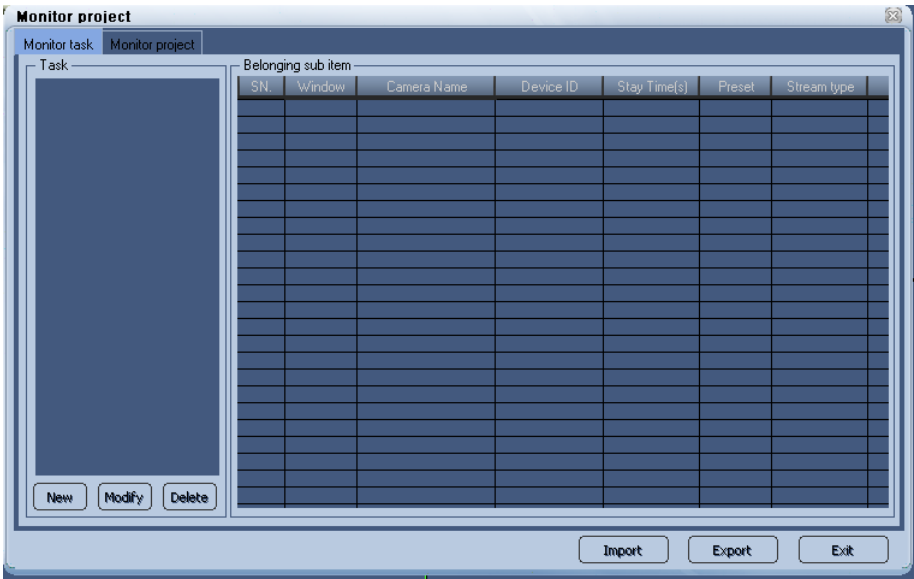 Monitor project
Monitor task Monitor project
Task
Belonging sub item
SN. Window Camera Name Device ID Stay Time(s) Preset Stream type
New Modify Delete
Import Export Exit